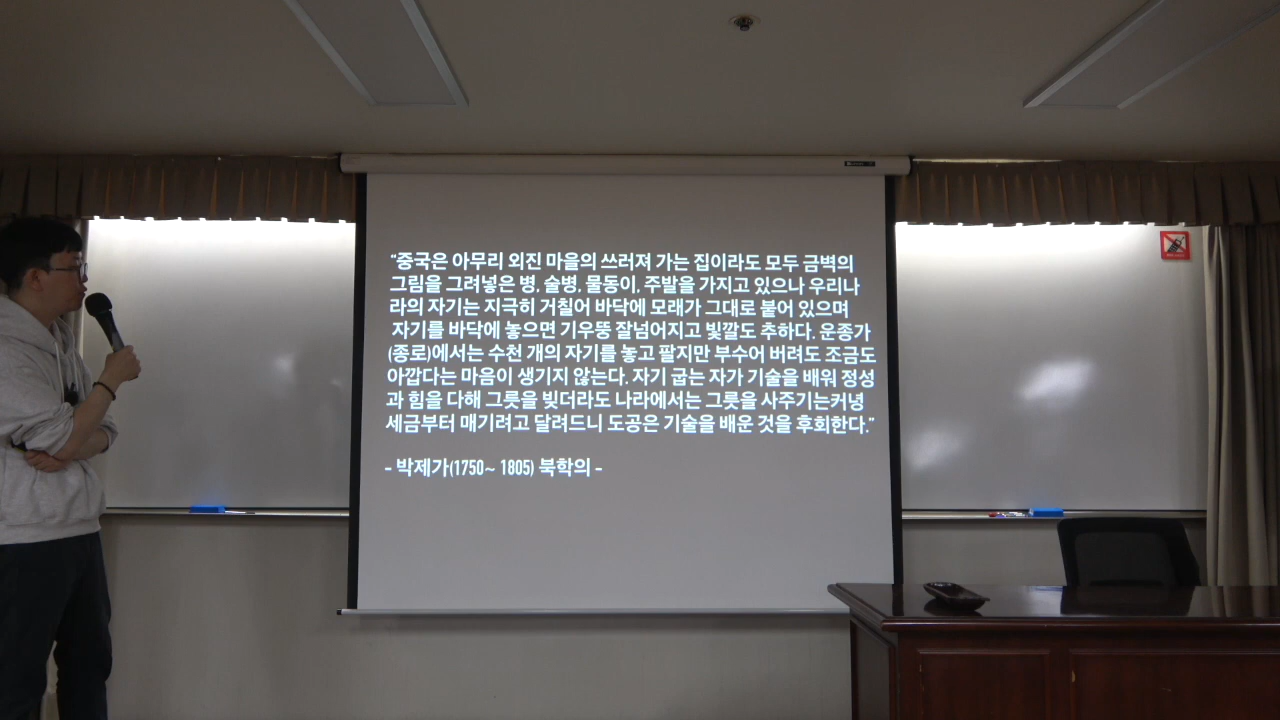 “중국은 아무리 외진 마을의 쓰러져 가는 집이라도 모두 금벽의
그림을 그려넣은 병, 술병, 물동이, 주발을 가지고 있으나 우리나
라의 자기는 지극히 거칠어 바닥에 모래가 그대로 붙어 있으며
자기를 바닥에 놓으면 기우뚱 잘넘어지고 빛깔도 추하다. 운종가
(종로)에서는 수천 개의 자기를 놓고 팔지만 부수어 버려도 조금도
아깝다는 마음이 생기지 않는다. 자기 굽는 자가 기술을 배워 정성
과 힘을 다해 그릇을 빚더라도 나라에서는 그릇을 사주기는커녕
세금부터 매기려고 달려드니 도공은 기술을 배운 것을 후회한다.”
- 박제가(1750~ 1805) 북학의 -